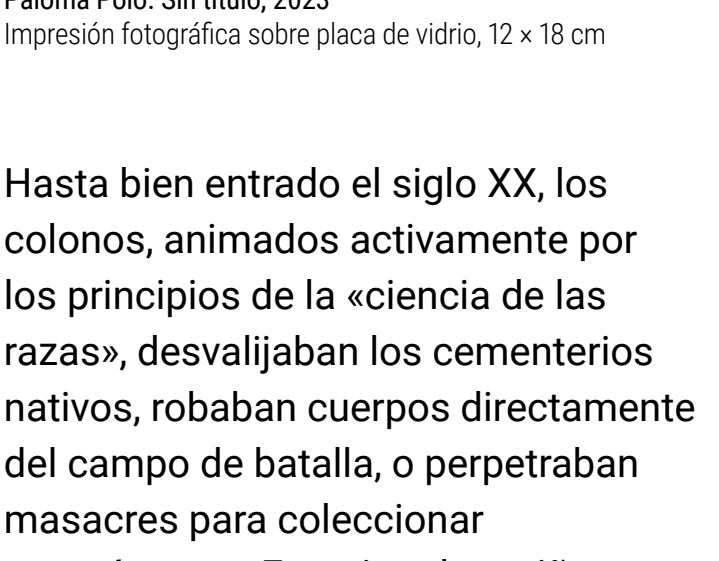 Paloma Polo. Sin título, 2023
Impresión fotográfica sobre placa de vidrio, 12 × 18 cm
Hasta bien entrado el siglo XX, los
colonos, animados activamente por
los principios de la «ciencia de las
razas», desvalijaban los cementerios
nativos, robaban cuerpos directamente
del campo de batalla, o perpetraban
masacres para coleccionar